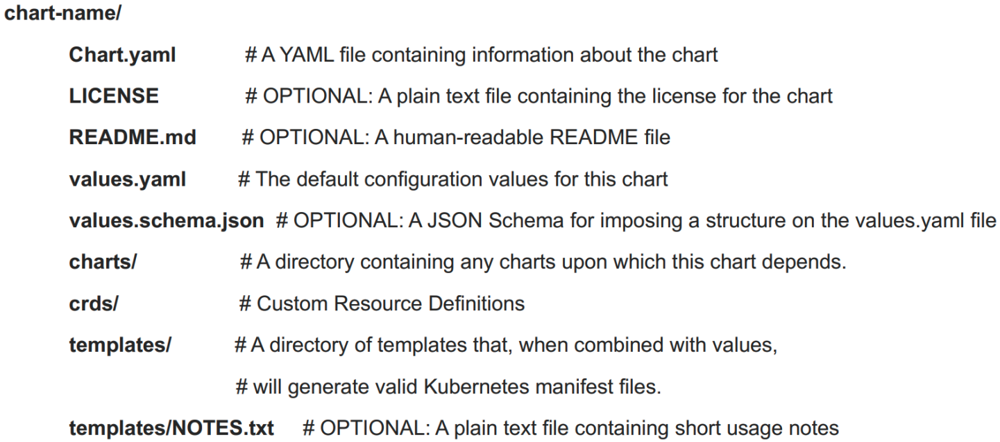 chart-name/
Chart.yaml # A YAML file containing information about the chart
LICENSE # OPTIONAL: A plain text file containing the license for the chart
README.md # OPTIONAL: A human-readable README file
values.yaml # The default configuration values for this chart
values.schema.json # OPTIONAL: A JSON Schema for imposing a structure on the values.yaml file
charts/ # A directory containing any charts upon which this chart depends.
crds/ # Custom Resource Definitions
templates/ # A directory of templates that, when combined with values,
# will generate valid Kubernetes manifest files.
templates/NOTES.txt # OPTIONAL: A plain text file containing short usage notes